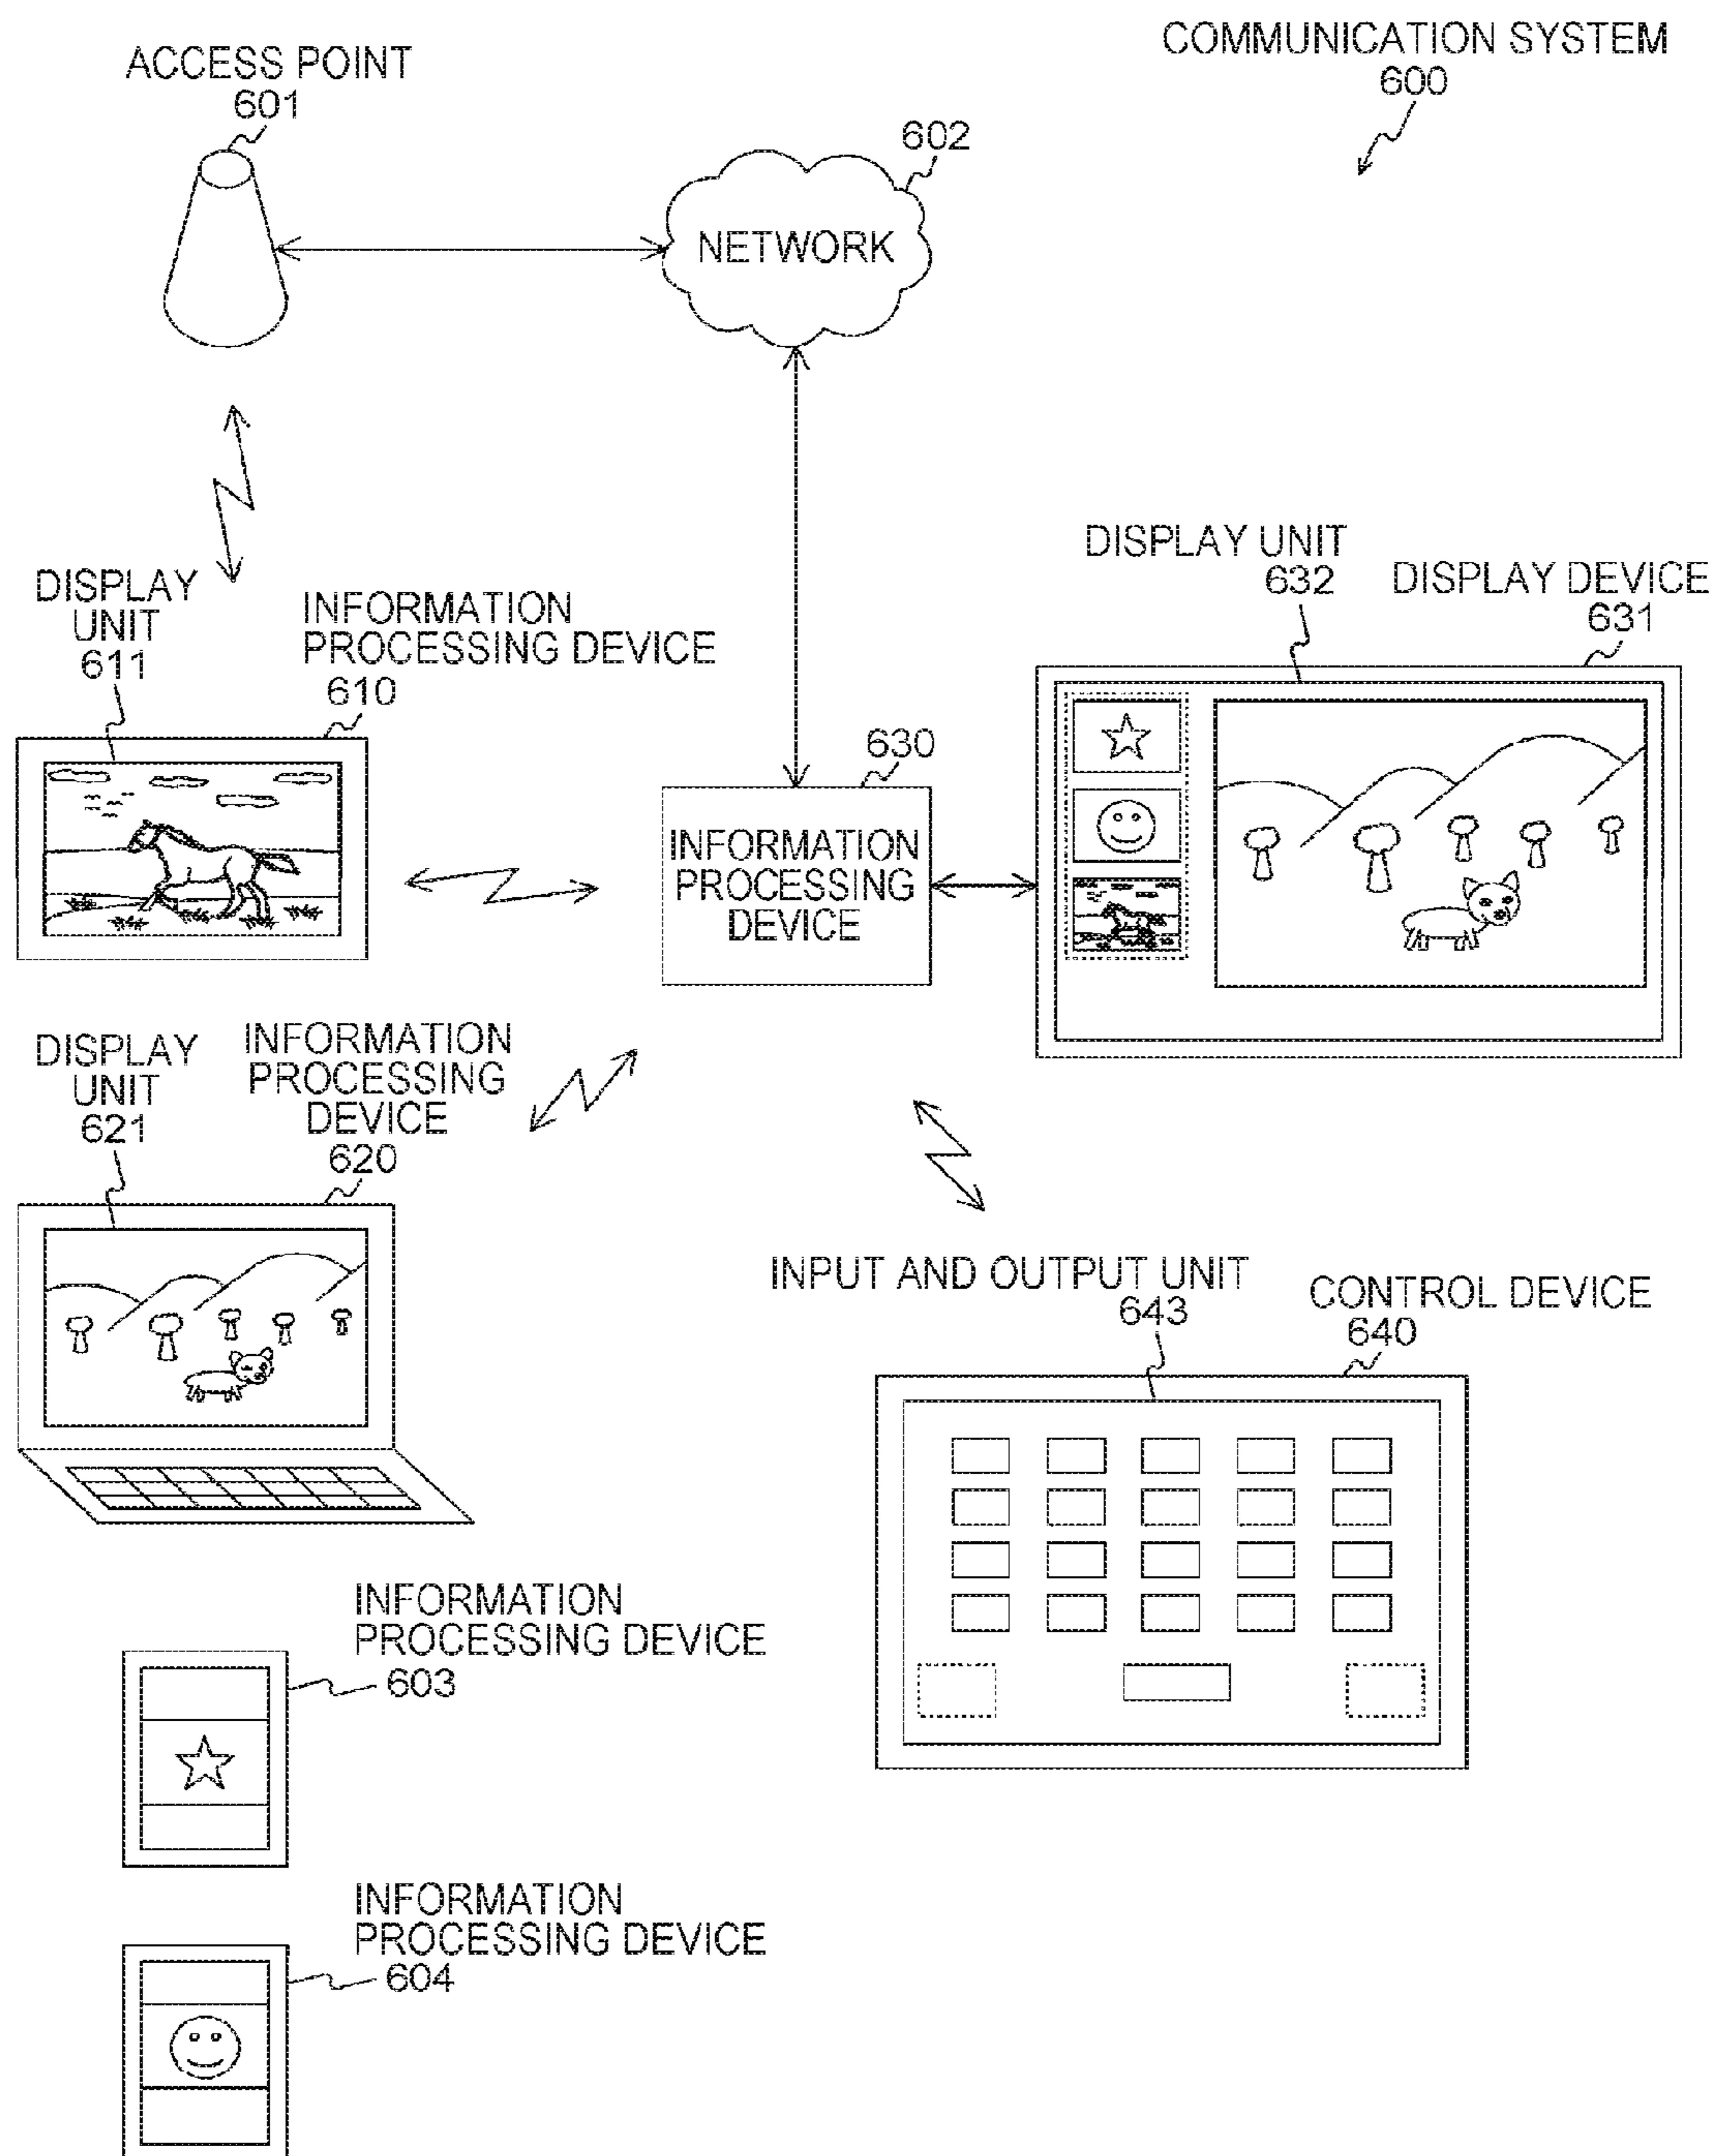 COMMUNICATION SYSTEM
600
ACCESS POINT
601
602
NETWORK
DISPLAY UNIT
632
DISPLAY DEVICE
631
DISPLAY
UNIT
611
INFORMATION
PROCESSING DEVICE
610
630
INFORMATION
PROCESSING
DEVICE
DISPLAY
UNIT
621
INFORMATION
PROCESSING
DEVICE
620
INPUT AND OUTPUT UNIT
643
CONTROL DEVICE
640
INFORMATION
PROCESSING DEVICE
603
INFORMATION
PROCESSING DEVICE
604